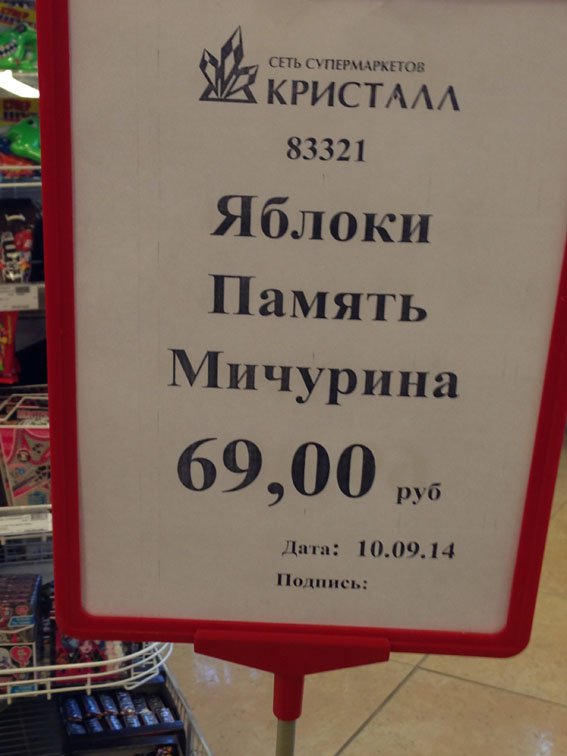 СЕТЬ СУПЕРМАРКЕТОВ
КРИСТАЛЛ
83321
Яблоки
Память
Мичурина
69,00 руб
Дата: 10.09.14
Подпись: